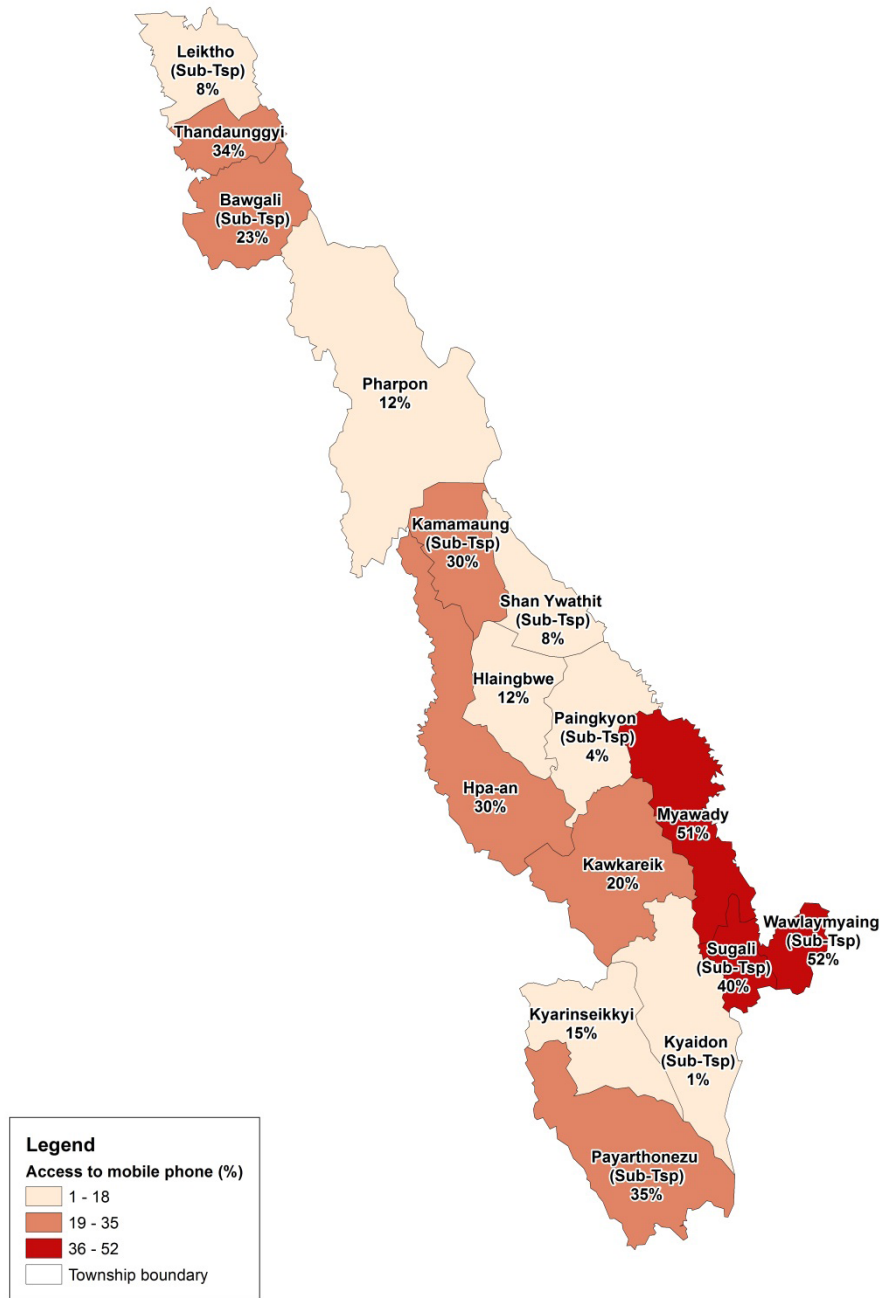 Leiktho
(Sub-Tsp)
8%
Thandaunggyi
34%
Bawgali
(Sub-Tsp)
23%
Pharpon
12%
Kamamaung
(Sub-Tsp)
30%
Shan Ywathit
(Sub-Tsp)
8%
Hlaingbwe
12%
Paingkyon
(Sub-Tsp)
4%
Hpa-an
30%
Myawady
51%
Kawkareik
20%
Wawlaymyaing
(Sub-Tsp)
52%
Sugali
(Sub-Tsp)
40%
Kyarinseikkyi
15%
Kyaidon
(Sub-Tsp)
1%
Payarthonezu
(Sub-Tsp)
35%
Legend
Access to mobile phone (%)
1 - 18
19 - 35
36 - 52
Township boundary